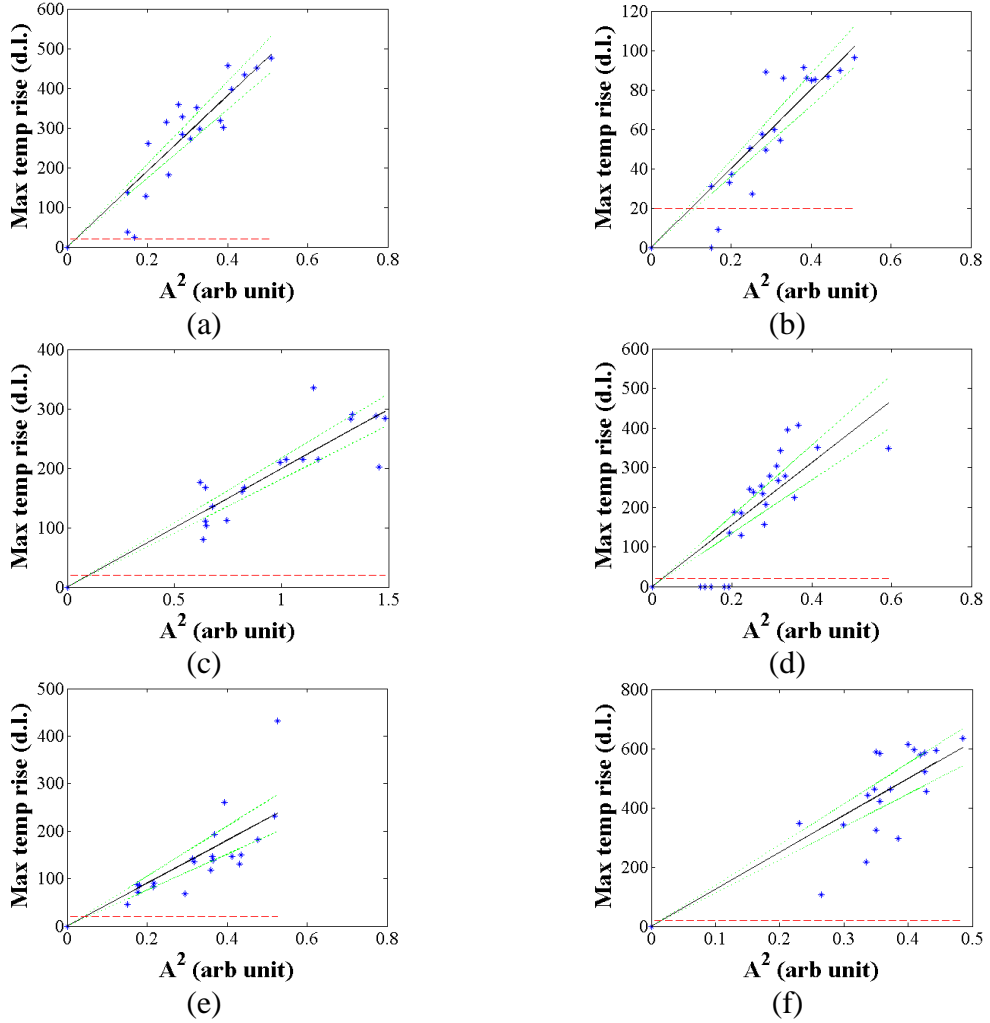 600
500
400
300
200
100
0
Max temp rise (d.l.)
0 0.2 0.4 0.6 0.8
A² (arb unit)
(a)
120
100
80
60
40
20
0
Max temp rise (d.l.)
0 0.2 0.4 0.6 0.8
A² (arb unit)
(b)
400
300
200
100
0
Max temp rise (d.l.)
0 0.5 1 1.5
A² (arb unit)
(c)
600
500
400
300
200
100
0
Max temp rise (d.l.)
0 0.2 0.4 0.6 0.8
A² (arb unit)
(d)
500
400
300
200
100
0
Max temp rise (d.l.)
0 0.2 0.4 0.6 0.8
A² (arb unit)
(e)
800
600
400
200
0
Max temp rise (d.l.)
0 0.1 0.2 0.3 0.4 0.5
A² (arb unit)
(f)